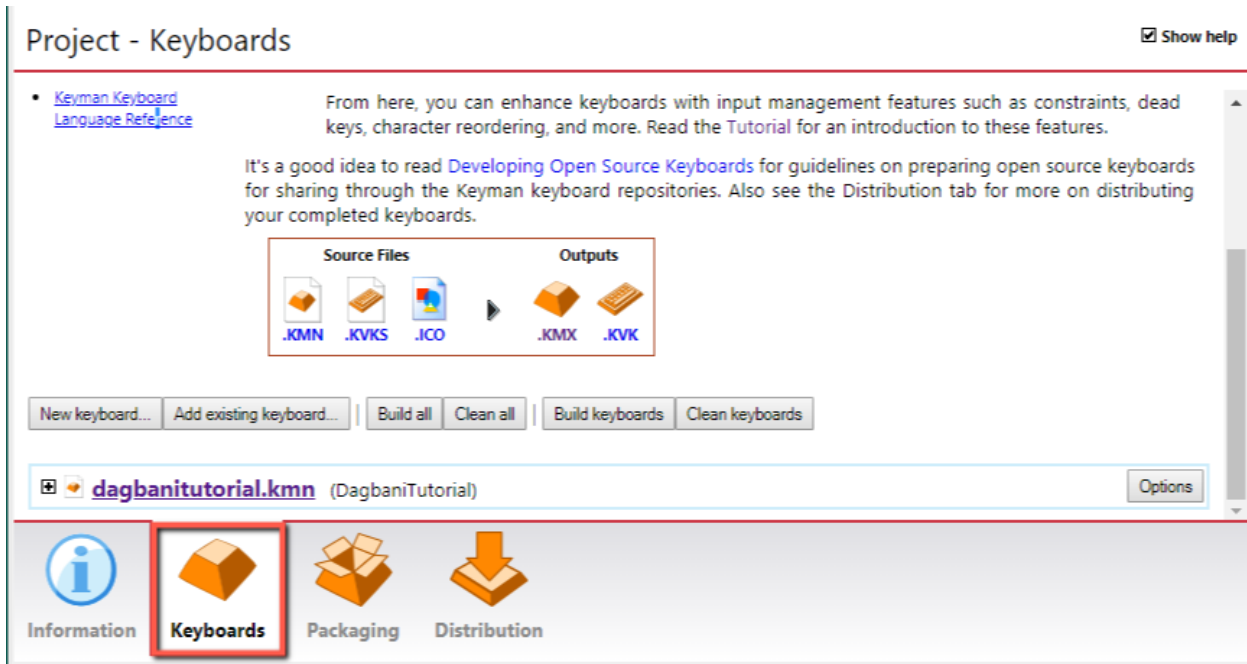 Project - Keyboards
Show help
• Keyman Keyboard
Language Reference
From here, you can enhance keyboards with input management features such as constraints, dead
keys, character reordering, and more. Read the Tutorial for an introduction to these features.
It's a good idea to read Developing Open Source Keyboards for guidelines on preparing open source keyboards
for sharing through the Keyman keyboard repositories. Also see the Distribution tab for more on distributing
your completed keyboards.
Source Files Outputs
.KMN .KVKS .ICO .KMX .KVK
New keyboard... Add existing keyboard... | Build all Clean all | Build keyboards Clean keyboards
dagbanitutorial.kmn (DagbaniTutorial) Options
Information Keyboards Packaging Distribution